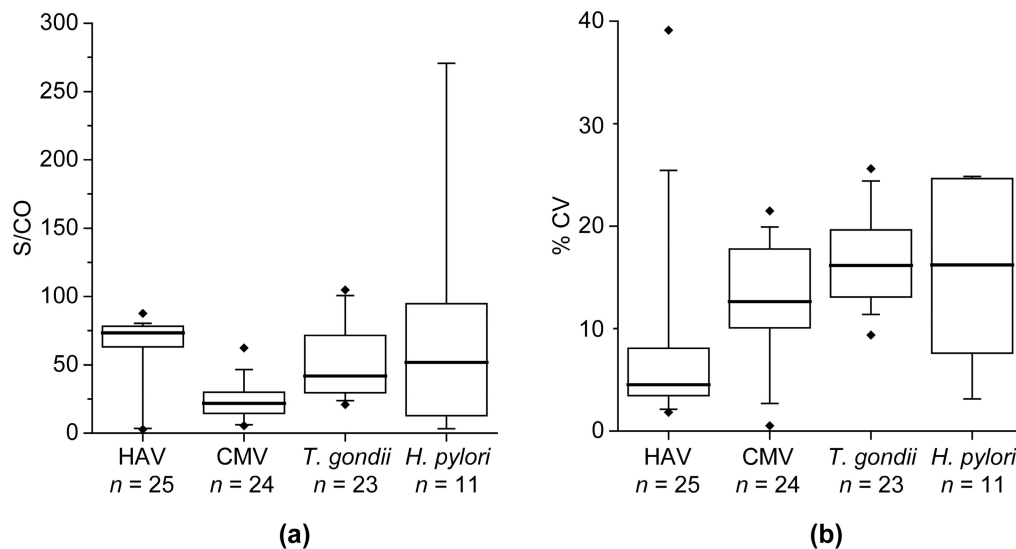 300
250
200
150
100
50
0
S/CO
HAV CMV T. gondii H. pylori
n = 25 n = 24 n = 23 n = 11
(a)
40
30
20
10
0
% CV
HAV CMV T. gondii H. pylori
n = 25 n = 24 n = 23 n = 11
(b)